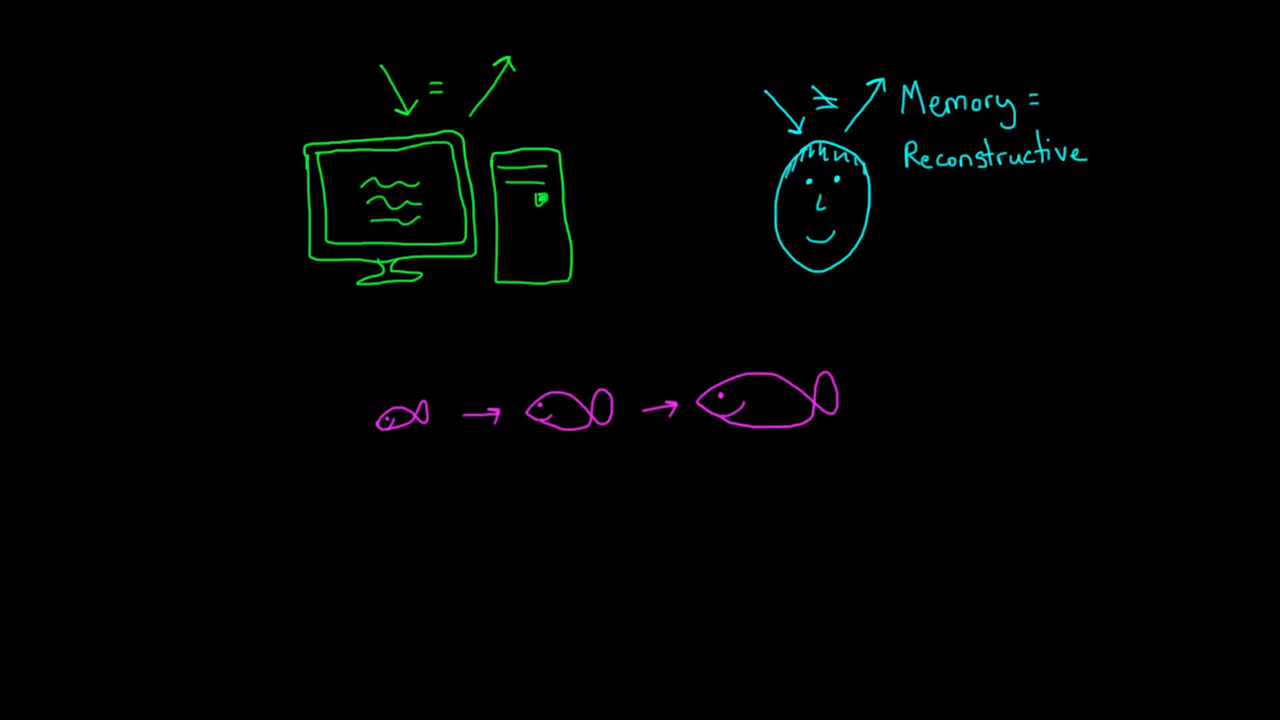 =
≠ Memory =
Reconstructive